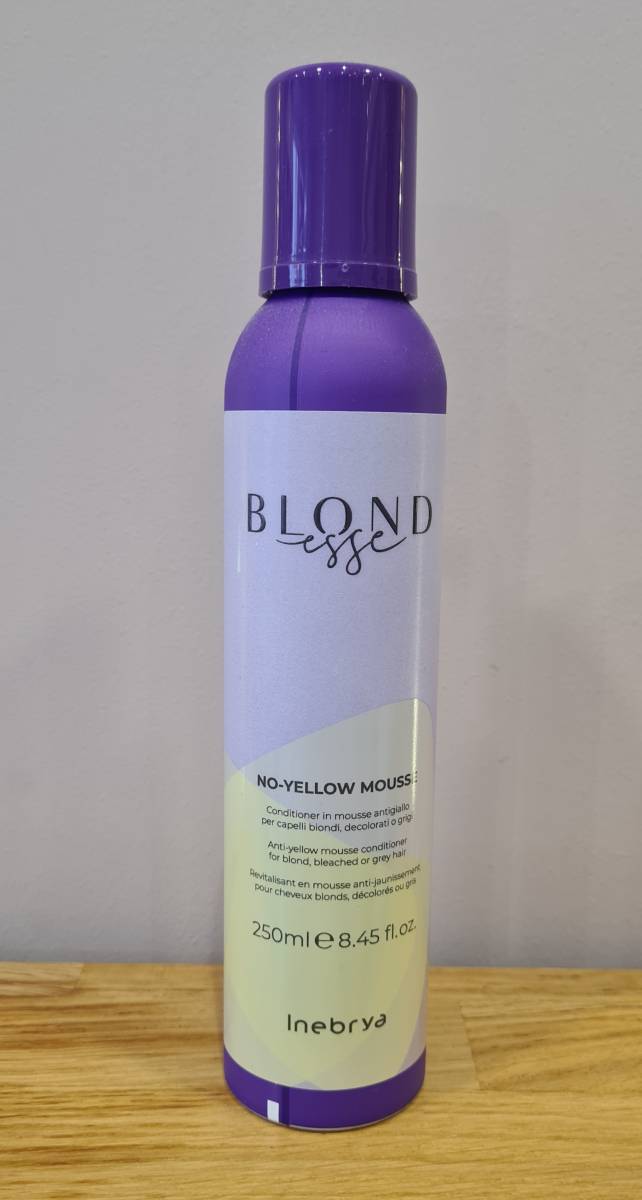 BLOND
esse
NO-YELLOW MOUSSE
Conditioner in mousse antigiallo
per capelli biondi, decolorati o grigi
Anti-yellow mousse conditioner
for blond, bleached or grey hair
Revitalisant en mousse anti-jaunissement
pour cheveux blonds, décolorés ou gris
250ml ℮ 8.45 fl.oz.
Inebrya